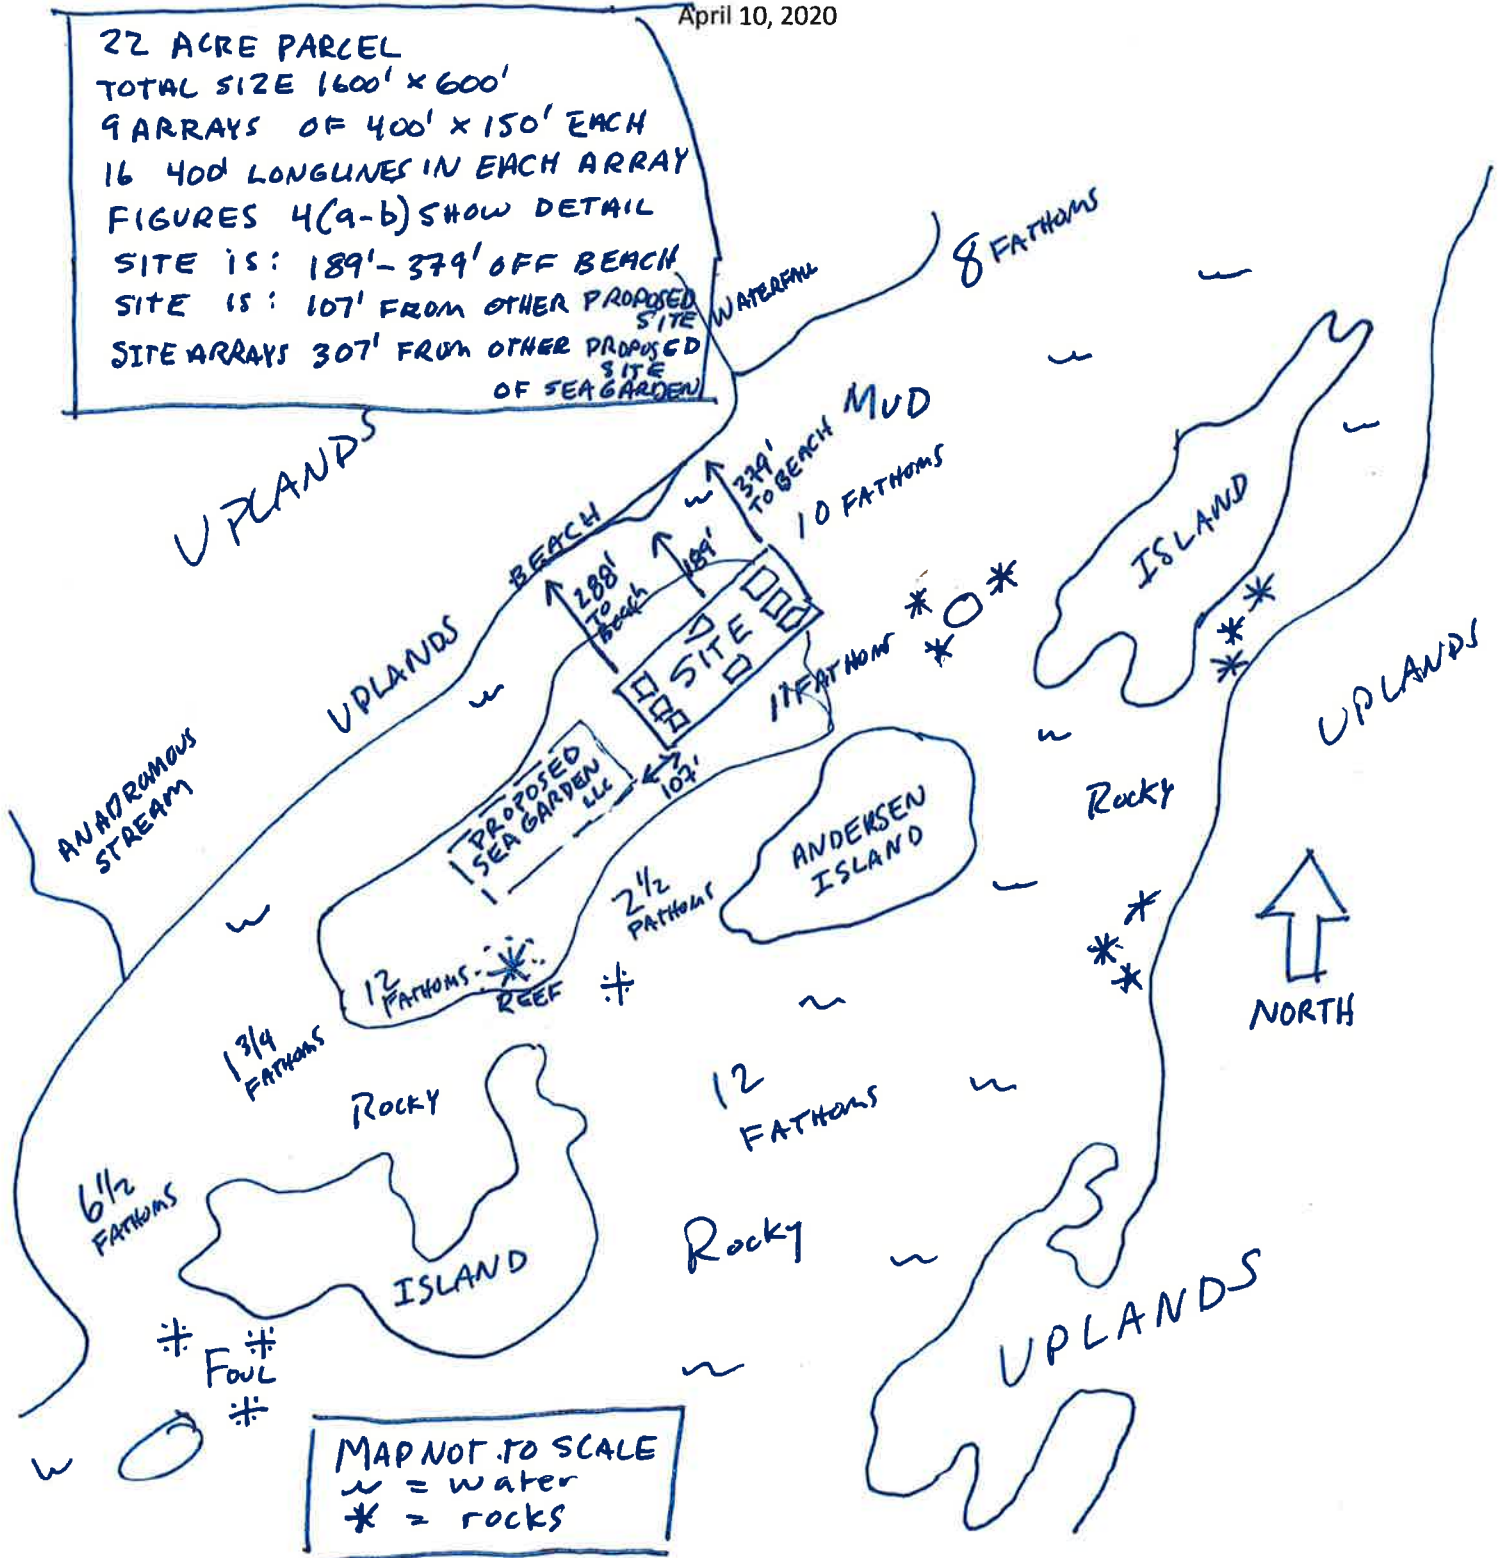 April 10, 2020
22 ACRE PARCEL
TOTAL SIZE 1600' × 600'
9 ARRAYS OF 400' × 150' EACH
16 400' LONGLINES IN EACH ARRAY
FIGURES 4(a-b) SHOW DETAIL
SITE is: 189'-379' OFF BEACH
SITE IS: 107' FROM OTHER PROPOSED
SITE
SITE ARRAYS 307' FROM OTHER PROPOSED
SITE
OF SEAGARDEN
WATERFALL
8 FATHOMS
UPLANDS
MUD
379'
TO BEACH
10 FATHOMS
BEACH
189'
288'
TO
Beach
ISLAND
SITE
11 FATHOM
UPLANDS
UPLANDS
ANADROMOUS
STREAM
PROPOSED
SEA GARDEN
LLC
107'
Rocky
ANDERSEN
ISLAND
2 1/2
FATHOMS
12
FATHOMS
REEF
NORTH
1 3/4
FATHOMS
ROCKY
12
FATHOMS
6 1/2
FATHOMS
Rocky
ISLAND
UPLANDS
FOUL
MAP NOT TO SCALE
~ = water
* = rocks